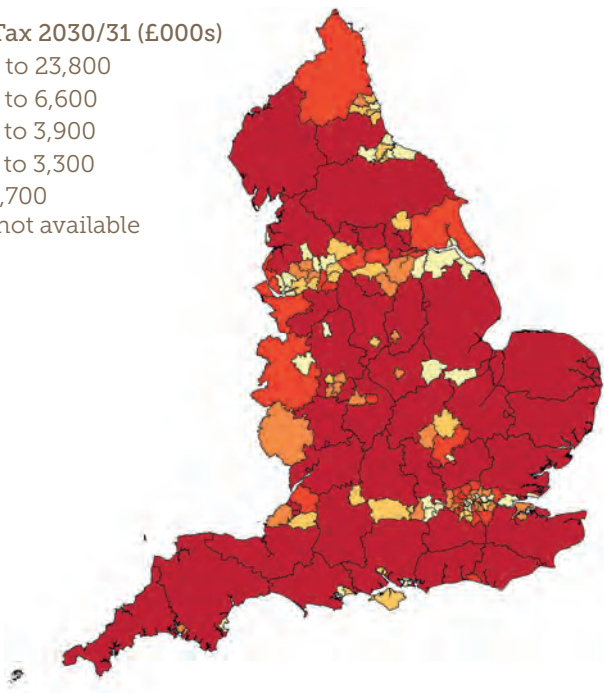 Tax 2030/31 (£000s)
to 23,800
to 6,600
to 3,900
to 3,300
,700
not available